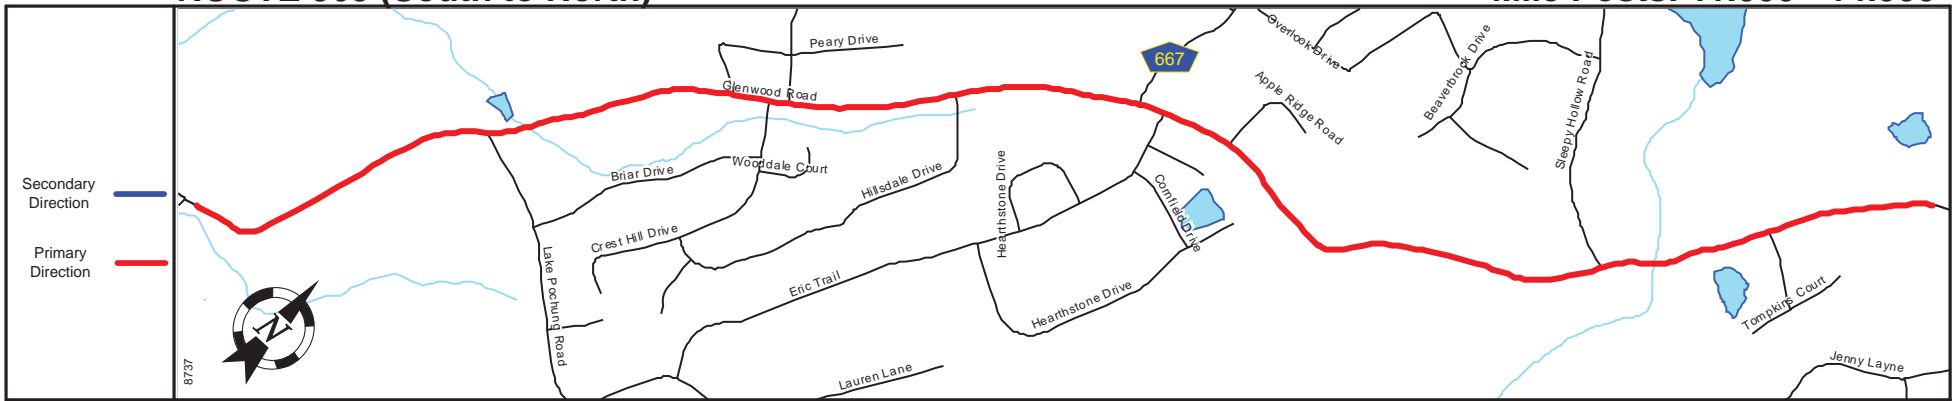 Secondary
Direction
Primary
Direction
8737
N
Peary Drive
Glenwood Road
667
Overlook Drive
Apple Ridge Road
Beaverbrook Drive
Sleepy Hollow Road
Briar Drive
Wooddale Court
Hillsdale Drive
Hearthstone Drive
Cornfield Drive
Crest Hill Drive
Lake Pochung Road
Eric Trail
Hearthstone Drive
Tompkins Court
Lauren Lane
Jenny Layne